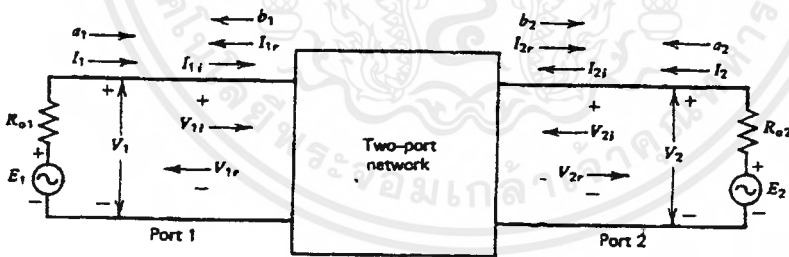 b₁
b₂
a₁
I₁ᵣ
I₂ᵣ
a₂
I₁
I₁ᵢ
I₂ᵢ
I₂
+
+
+
+
Rₒ₁
V₁
V₁ᵢ
Two-port
network
V₂ᵢ
V₂
Rₒ₂
+
+
E₁
V₁ᵣ
V₂ᵣ
E₂
−
−
−
−
−
−
Port 1
Port 2